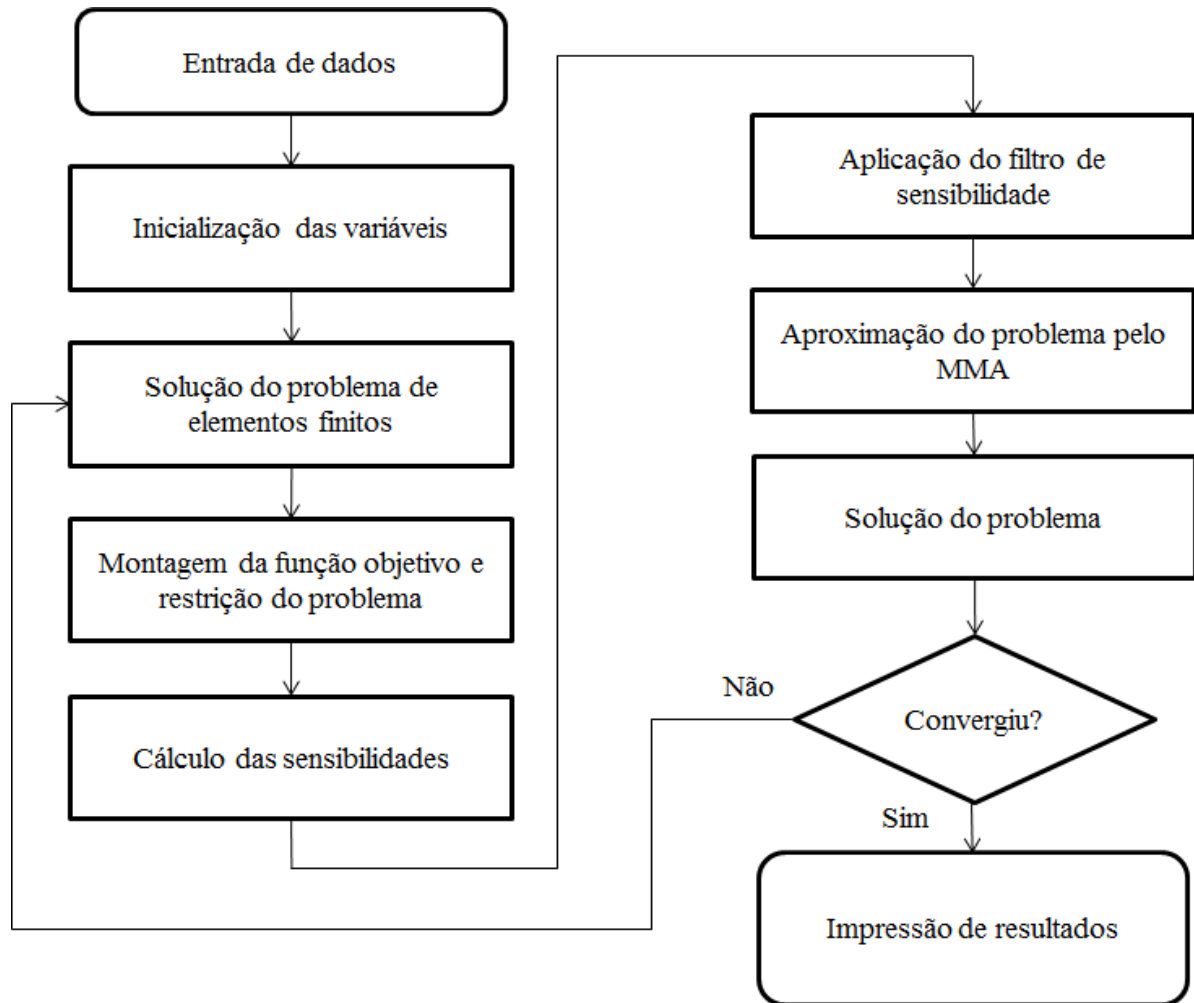 Entrada de dados
Inicialização das variáveis
Solução do problema de
elementos finitos
Montagem da função objetivo e
restrição do problema
Cálculo das sensibilidades
Aplicação do filtro de
sensibilidade
Aproximação do problema pelo
MMA
Solução do problema
Convergiu?
Não
Sim
Impressão de resultados